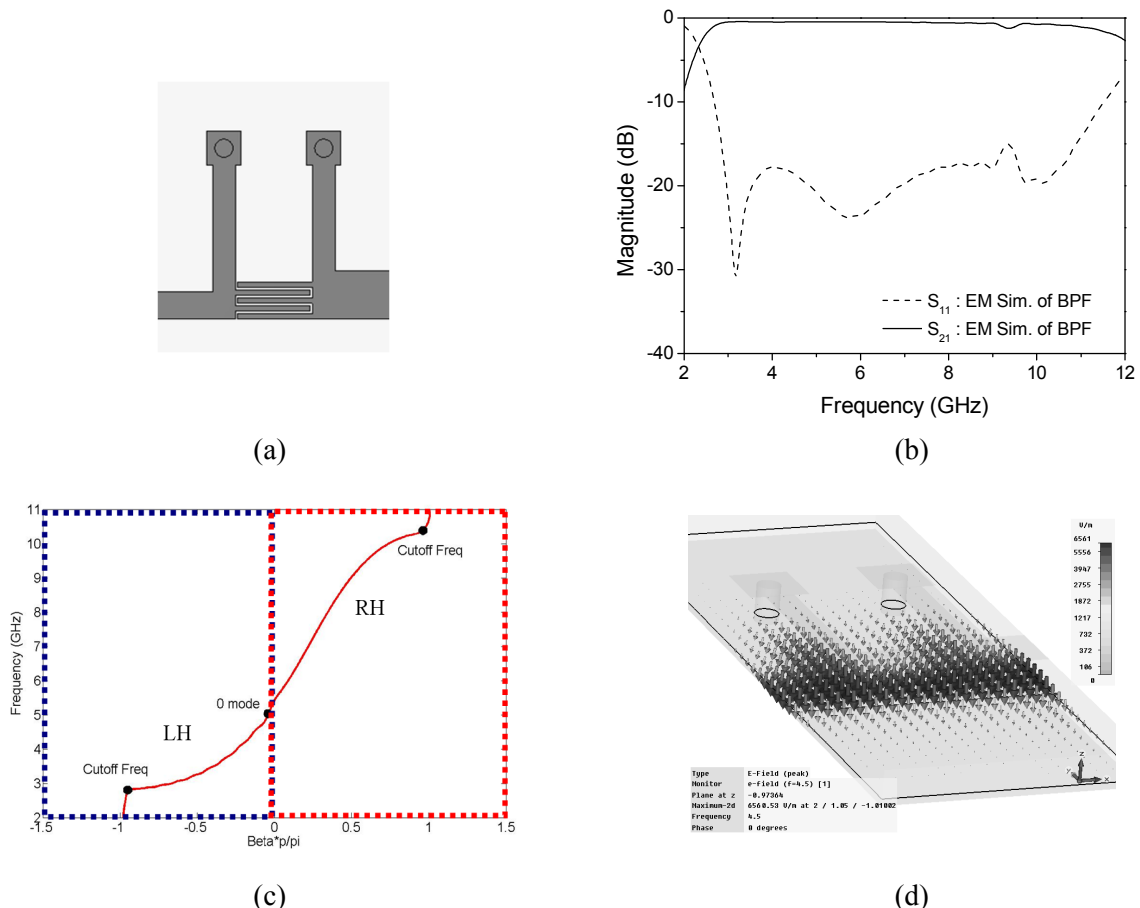 0
-10
-20
-30
-40
Magnitude (dB)
S11 : EM Sim. of BPF
S21 : EM Sim. of BPF
2 4 6 8 10 12
Frequency (GHz)
(a)
(b)
11
10
9
8
7
6
5
4
3
2
Frequency (GHz)
Cutoff Freq
RH
0 mode
LH
Cutoff Freq
-1.5 -1 -0.5 0 0.5 1 1.5
Beta*p/pi
V/m
6561
5556
3947
2755
1872
1217
732
372
106
0
Type E-Field (peak)
Monitor e-field (f=4.5) [1]
Plane at z -0.97364
Maximum-2d 6560.53 V/m at 2 / 1.05 / -1.01002
Frequency 4.5
Phase 0 degrees
z
y
x
(c)
(d)